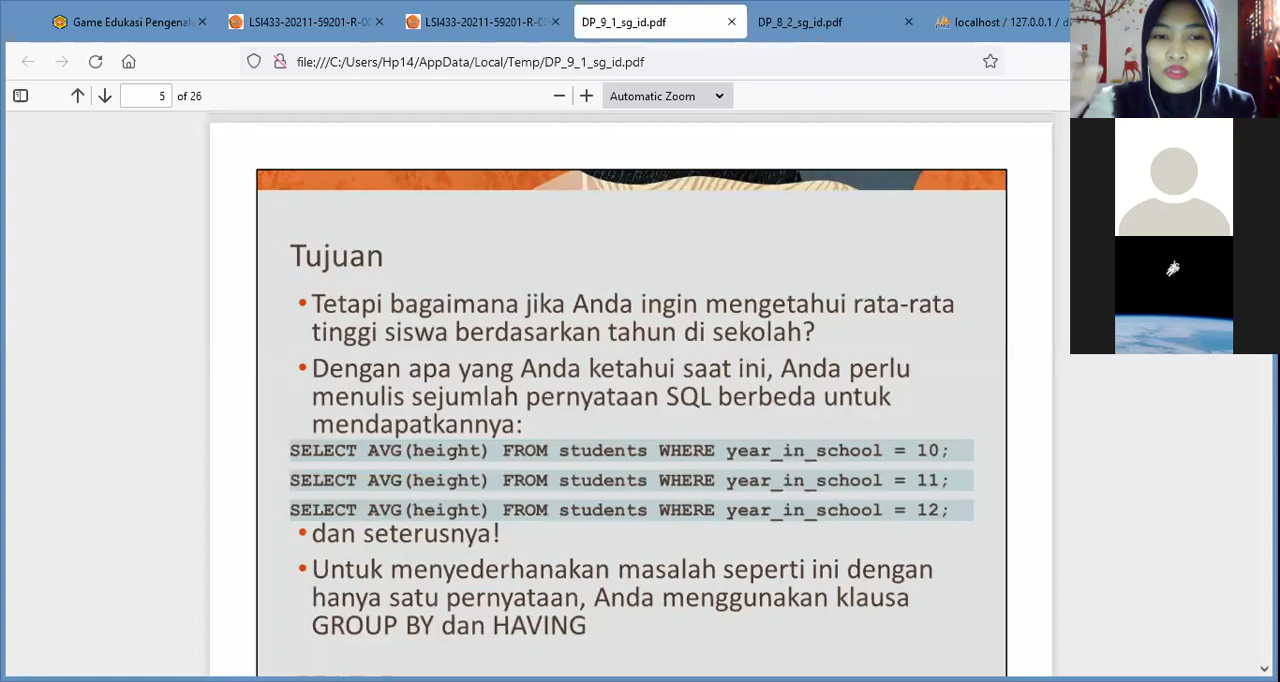 Game Edukasi Pengenal
LSI433-20211-59201-R-0
LSI433-20211-59201-R-0
DP_9_1_sg_id.pdf
DP_8_2_sg_id.pdf
localhost / 127.0.0.1 / d
file:///C:/Users/Hp14/AppData/Local/Temp/DP_9_1_sg_id.pdf
5 of 26
Automatic Zoom
Tujuan
•Tetapi bagaimana jika Anda ingin mengetahui rata-rata
tinggi siswa berdasarkan tahun di sekolah?
•Dengan apa yang Anda ketahui saat ini, Anda perlu
menulis sejumlah pernyataan SQL berbeda untuk
mendapatkannya:
SELECT AVG(height) FROM students WHERE year_in_school = 10;
SELECT AVG(height) FROM students WHERE year_in_school = 11;
SELECT AVG(height) FROM students WHERE year_in_school = 12;
•dan seterusnya!
•Untuk menyederhanakan masalah seperti ini dengan
hanya satu pernyataan, Anda menggunakan klausa
GROUP BY dan HAVING